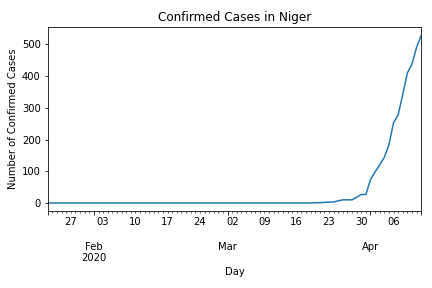 Confirmed Cases in Niger
Number of Confirmed Cases
500
400
300
200
100
0
27 03 10 17 24 02 09 16 23 30 06
Feb Mar Apr
2020
Day